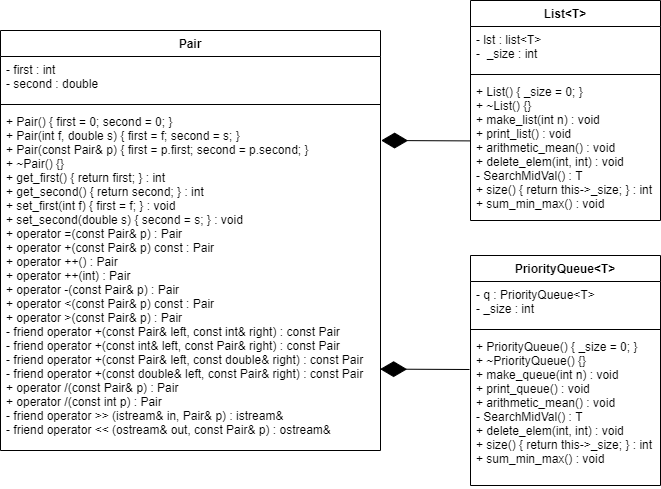 Pair
- first : int
- second : double
+ Pair() { first = 0; second = 0; }
+ Pair(int f, double s) { first = f; second = s; }
+ Pair(const Pair& p) { first = p.first; second = p.second; }
+ ~Pair() {}
+ get_first() { return first; } : int
+ get_second() { return second; } : int
+ set_first(int f) { first = f; } : void
+ set_second(double s) { second = s; } : void
+ operator =(const Pair& p) : Pair
+ operator +(const Pair& p) const : Pair
+ operator ++() : Pair
+ operator ++(int) : Pair
+ operator -(const Pair& p) : Pair
+ operator <(const Pair& p) const : Pair
+ operator >(const Pair& p) : Pair
- friend operator +(const Pair& left, const int& right) : const Pair
- friend operator +(const int& left, const Pair& right) : const Pair
- friend operator +(const Pair& left, const double& right) : const Pair
- friend operator +(const double& left, const Pair& right) : const Pair
+ operator /(const Pair& p) : Pair
+ operator /(const int p) : Pair
- friend operator >> (istream& in, Pair& p) : istream&
- friend operator << (ostream& out, const Pair& p) : ostream&
List<T>
- lst : list<T>
- _size : int
+ List() { _size = 0; }
+ ~List() {}
+ make_list(int n) : void
+ print_list() : void
+ arithmetic_mean() : void
+ delete_elem(int, int) : void
- SearchMidVal() : T
+ size() { return this->_size; } : int
+ sum_min_max() : void
PriorityQueue<T>
- q : PriorityQueue<T>
- _size : int
+ PriorityQueue() { _size = 0; }
+ ~PriorityQueue() {}
+ make_queue(int n) : void
+ print_queue() : void
+ arithmetic_mean() : void
- SearchMidVal() : T
+ delete_elem(int, int) : void
+ size() { return this->_size; } : int
+ sum_min_max() : void